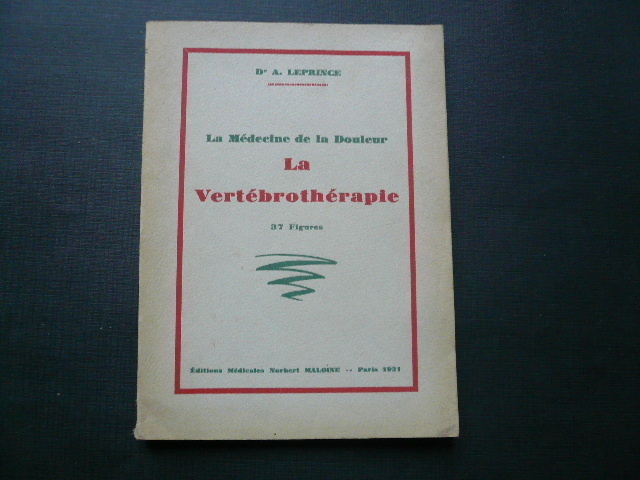 Dr A. LEPRINCE
La Médecine de la Douleur
La
Vertébrothérapie
37 Figures
Éditions Médicales Norbert MALOINE -- Paris 1931